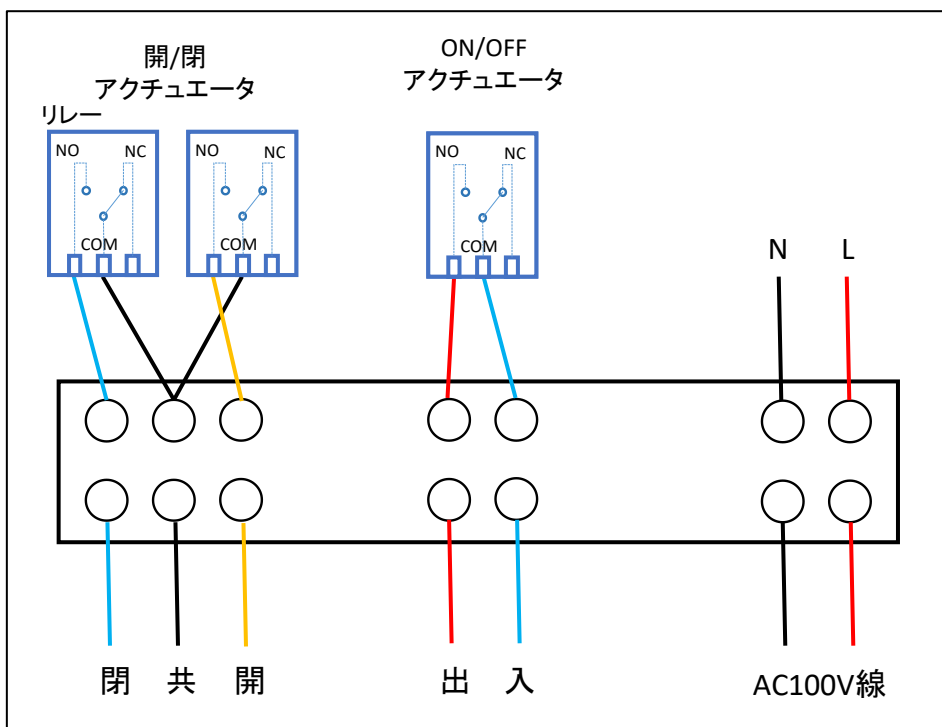 開/閉
アクチュエータ
リレー
NO NC
COM
NO NC
COM
ON/OFF
アクチュエータ
NO NC
COM
N L
閉 共 開
出 入
AC100V線